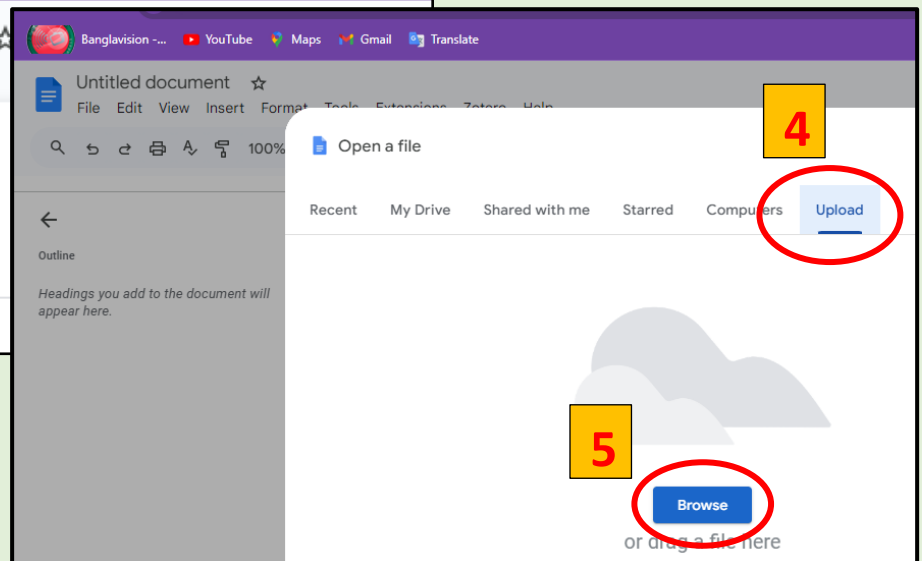 Banglavision -... YouTube Maps Gmail Translate
Untitled document
File Edit View Insert Format Tools Extensions Zotero Help
100%
4
Open a file
Recent My Drive Shared with me Starred Computers Upload
Outline
Headings you add to the document will
appear here.
5
Browse
or drag a file here